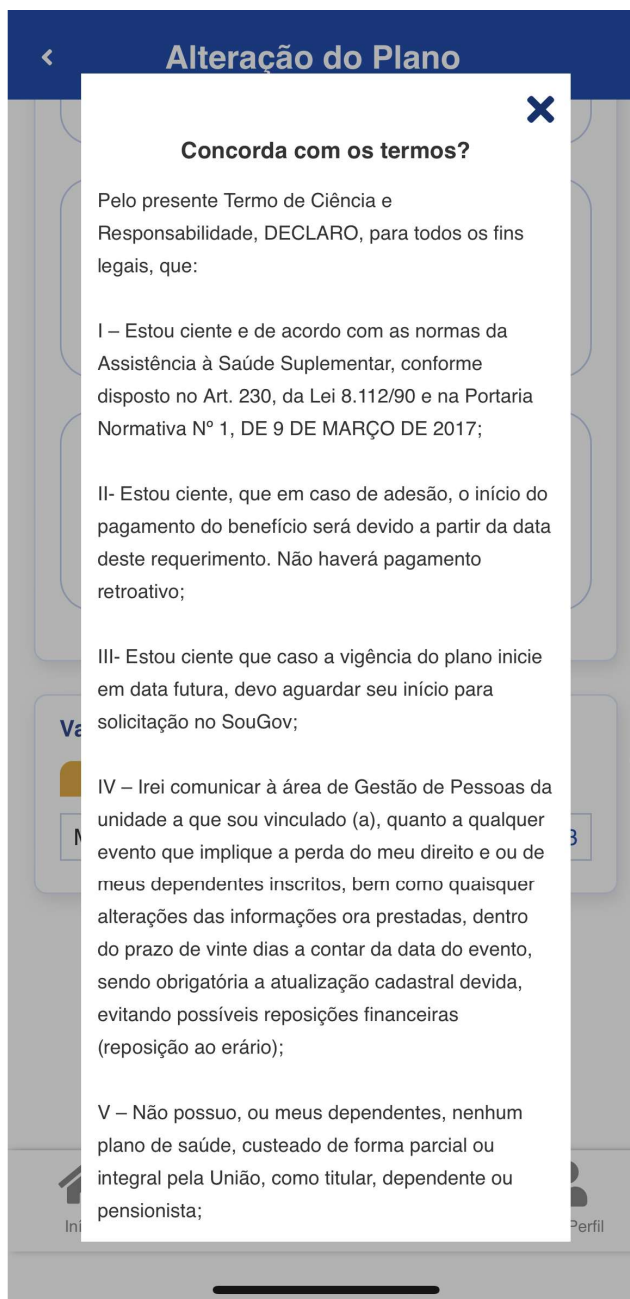 Alteração do Plano
Concorda com os termos?
Pelo presente Termo de Ciência e
Responsabilidade, DECLARO, para todos os fins
legais, que:
I – Estou ciente e de acordo com as normas da
Assistência à Saúde Suplementar, conforme
disposto no Art. 230, da Lei 8.112/90 e na Portaria
Normativa Nº 1, DE 9 DE MARÇO DE 2017;
II- Estou ciente, que em caso de adesão, o início do
pagamento do benefício será devido a partir da data
deste requerimento. Não haverá pagamento
retroativo;
III- Estou ciente que caso a vigência do plano inicie
em data futura, devo aguardar seu início para
solicitação no SouGov;
IV – Irei comunicar à área de Gestão de Pessoas da
unidade a que sou vinculado (a), quanto a qualquer
evento que implique a perda do meu direito e ou de
meus dependentes inscritos, bem como quaisquer
alterações das informações ora prestadas, dentro
do prazo de vinte dias a contar da data do evento,
sendo obrigatória a atualização cadastral devida,
evitando possíveis reposições financeiras
(reposição ao erário);
V – Não possuo, ou meus dependentes, nenhum
plano de saúde, custeado de forma parcial ou
integral pela União, como titular, dependente ou
pensionista;
Perfil